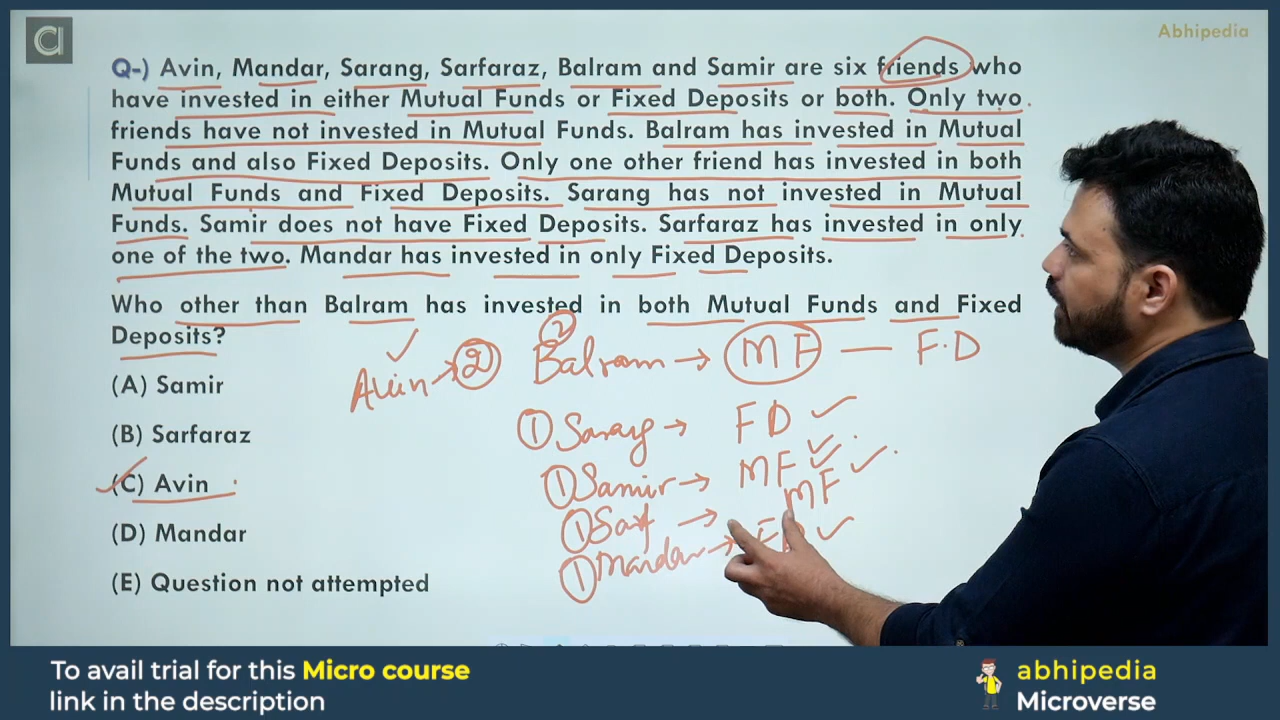 Abhipedia
Q-) Avin, Mandar, Sarang, Sarfaraz, Balram and Samir are six friends who
have invested in either Mutual Funds or Fixed Deposits or both. Only two
friends have not invested in Mutual Funds. Balram has invested in Mutual
Funds and also Fixed Deposits. Only one other friend has invested in both
Mutual Funds and Fixed Deposits. Sarang has not invested in Mutual
Funds. Samir does not have Fixed Deposits. Sarfaraz has invested in only
one of the two. Mandar has invested in only Fixed Deposits.
Who other than Balram has invested in both Mutual Funds and Fixed
Deposits?
Avin → 2
2
Balram → MF — F.D
(A) Samir
1 Sarang → FD
(B) Sarfaraz
1 Samir → MF
(C) Avin
1 Sarf → MF
(D) Mandar
1 Mandar →
(E) Question not attempted
To avail trial for this Micro course
link in the description
abhipedia
Microverse